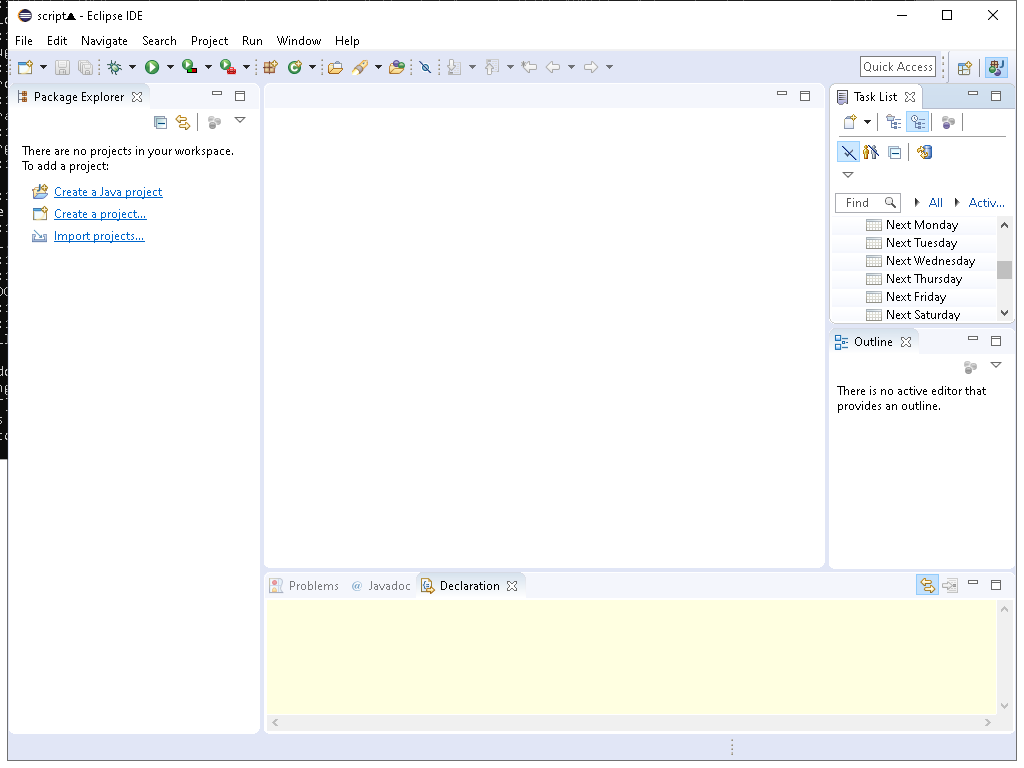 script▲ - Eclipse IDE
File Edit Navigate Search Project Run Window Help
Quick Access
Package Explorer
There are no projects in your workspace.
To add a project:
Create a Java project
Create a project...
Import projects...
Task List
Find All Activ...
Next Monday
Next Tuesday
Next Wednesday
Next Thursday
Next Friday
Next Saturday
Outline
There is no active editor that
provides an outline.
Problems @ Javadoc Declaration